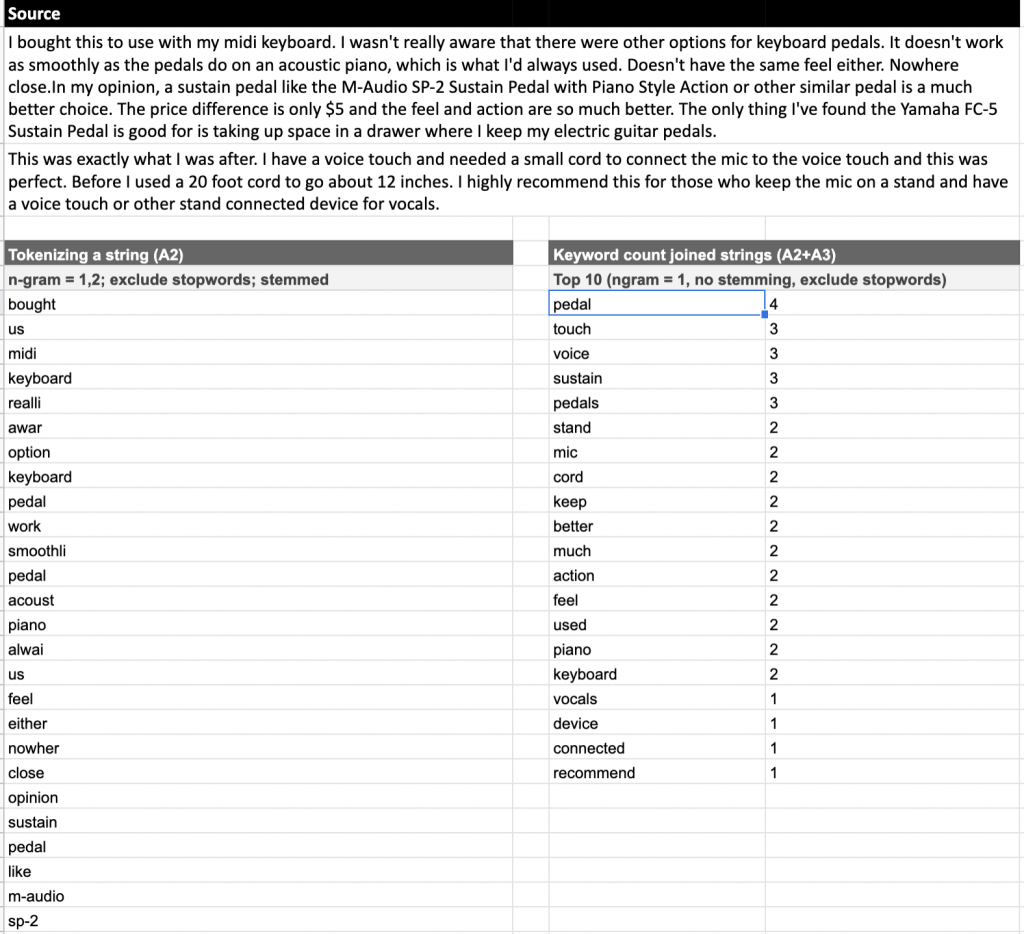 Source
I bought this to use with my midi keyboard. I wasn't really aware that there were other options for keyboard pedals. It doesn't work
as smoothly as the pedals do on an acoustic piano, which is what I'd always used. Doesn't have the same feel either. Nowhere
close.In my opinion, a sustain pedal like the M-Audio SP-2 Sustain Pedal with Piano Style Action or other similar pedal is a much
better choice. The price difference is only $5 and the feel and action are so much better. The only thing I've found the Yamaha FC-5
Sustain Pedal is good for is taking up space in a drawer where I keep my electric guitar pedals.
This was exactly what I was after. I have a voice touch and needed a small cord to connect the mic to the voice touch and this was
perfect. Before I used a 20 foot cord to go about 12 inches. I highly recommend this for those who keep the mic on a stand and have
a voice touch or other stand connected device for vocals.
Tokenizing a string (A2) Keyword count joined strings (A2+A3)
n-gram = 1,2; exclude stopwords; stemmed Top 10 (ngram = 1, no stemming, exclude stopwords)
bought pedal 4
us touch 3
midi voice 3
keyboard sustain 3
realli pedals 3
awar stand 2
option mic 2
keyboard cord 2
pedal keep 2
work better 2
smoothli much 2
pedal action 2
acoust feel 2
piano used 2
alwai piano 2
us keyboard 2
feel vocals 1
either device 1
nowher connected 1
close recommend 1
opinion
sustain
pedal
like
m-audio
sp-2